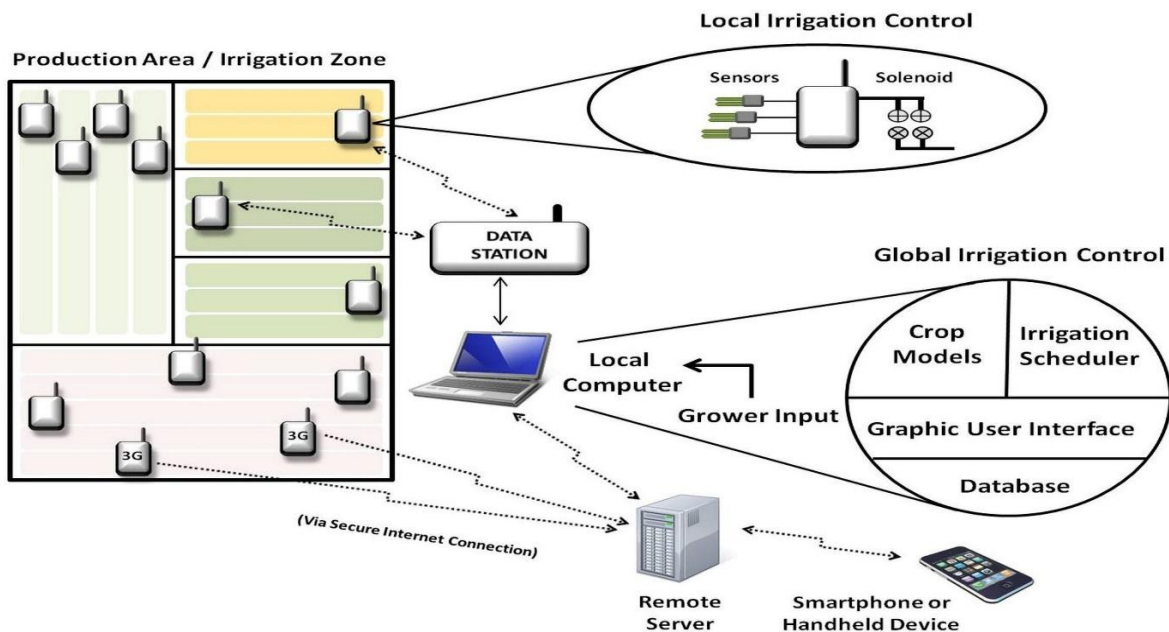 Local Irrigation Control
Production Area / Irrigation Zone
Sensors
Solenoid
DATA
STATION
Global Irrigation Control
Crop
Models
Irrigation
Scheduler
Local
Computer
Grower Input
Graphic User Interface
Database
3G
3G
(Via Secure Internet Connection)
Remote
Server
Smartphone or
Handheld Device